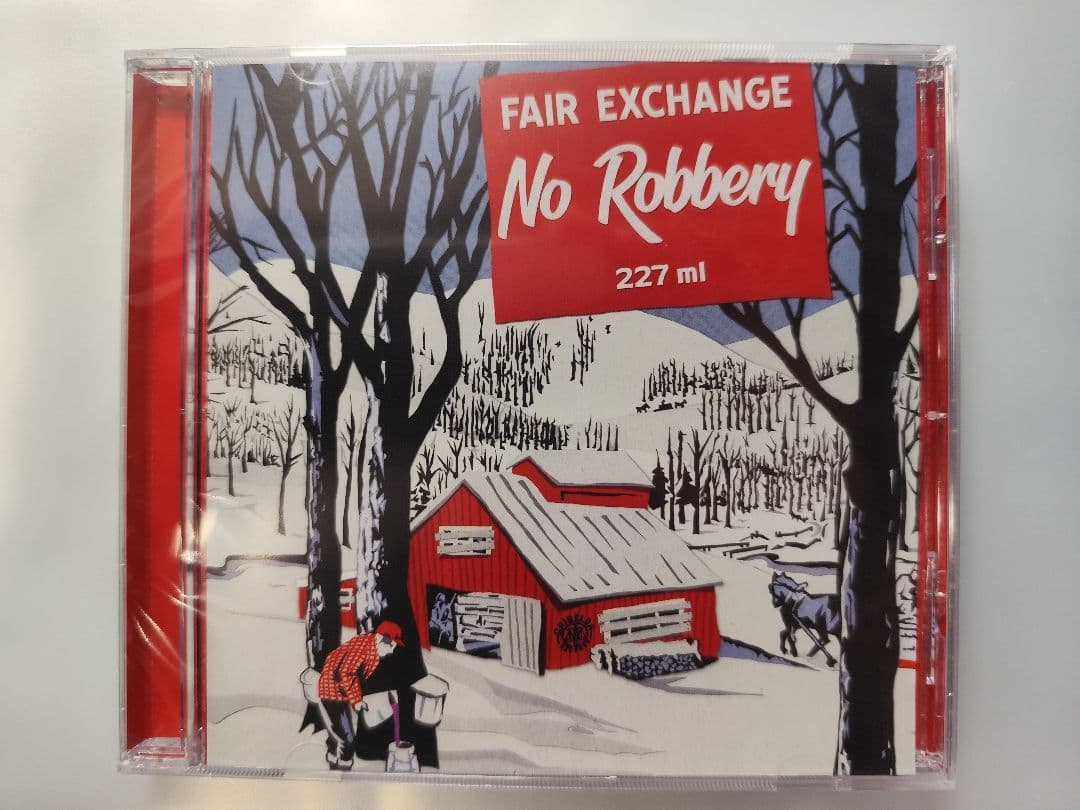 FAIR EXCHANGE
No Robbery
227 ml